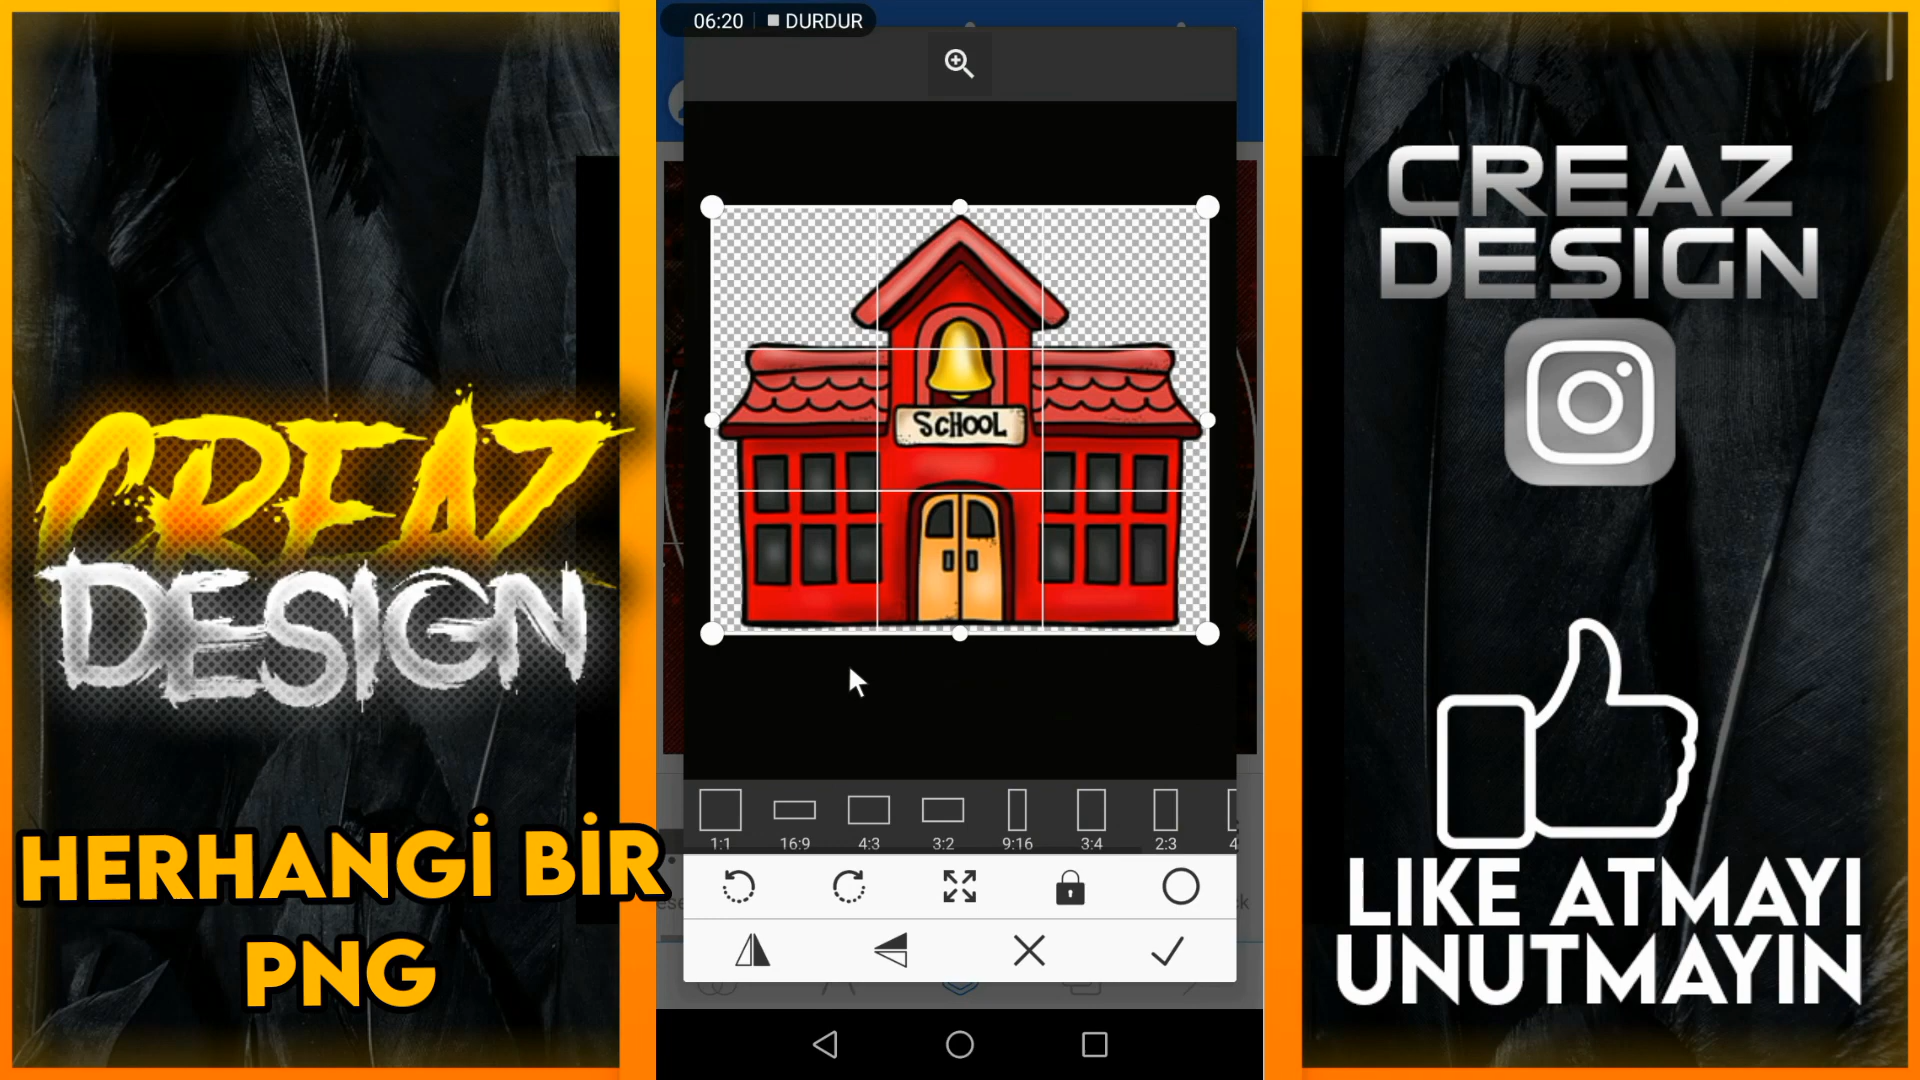 06:20 DURDUR
CREAZ
DESIGN
SCHOOL
CREAZ
DESIGN
1:1 16:9 4:3 3:2 9:16 3:4 2:3
HERHANGİ BİR
PNG
LIKE ATMAYI
UNUTMAYIN